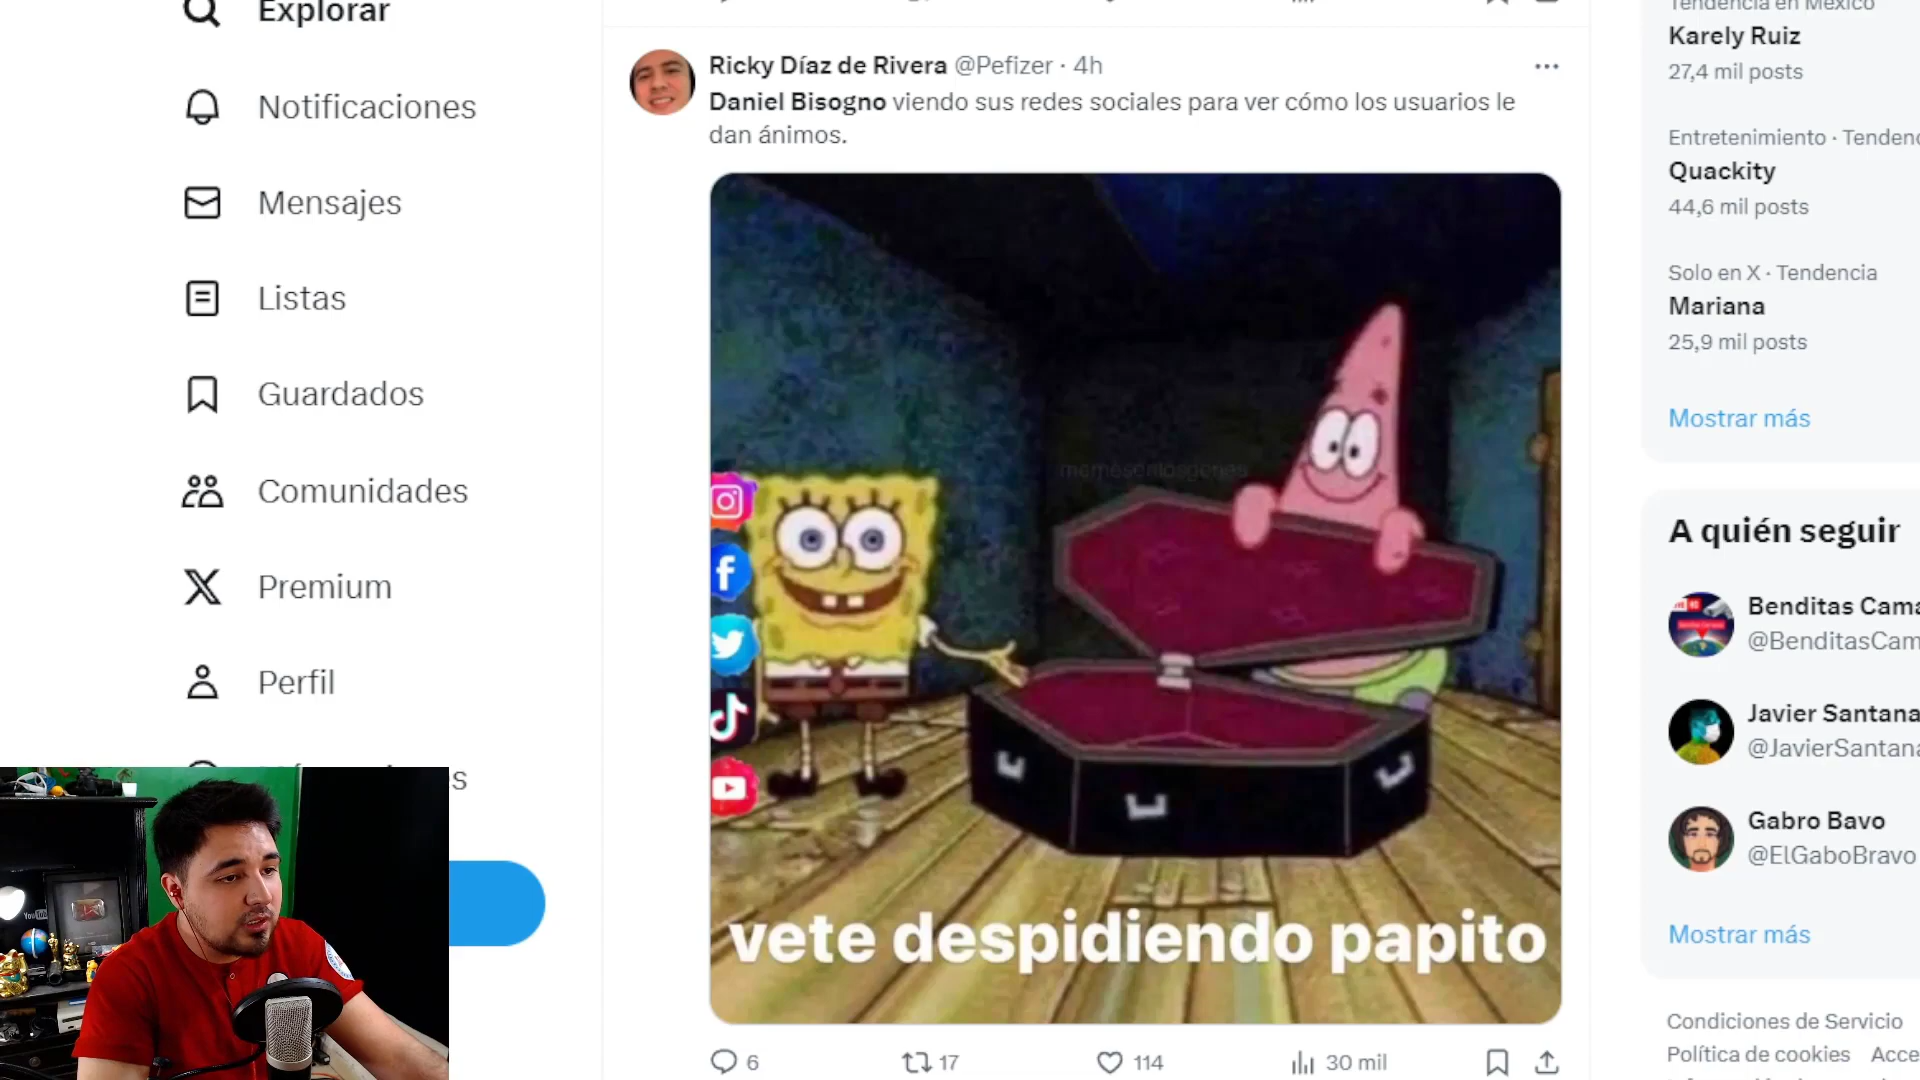 Explorar
Notificaciones
Mensajes
Listas
Guardados
Comunidades
Premium
Perfil
Ricky Díaz de Rivera @Pefizer · 4h
Daniel Bisogno viendo sus redes sociales para ver cómo los usuarios le
dan ánimos.
vete despidiendo papito
6
17
114
30 mil
Tendencia en México
Karely Ruiz
27,4 mil posts
Entretenimiento · Tendenc
Quackity
44,6 mil posts
Solo en X · Tendencia
Mariana
25,9 mil posts
Mostrar más
A quién seguir
Benditas Cama
@BenditasCam
Javier Santana
@JavierSantana
Gabro Bavo
@ElGaboBravo
Mostrar más
Condiciones de Servicio
Política de cookies Acce